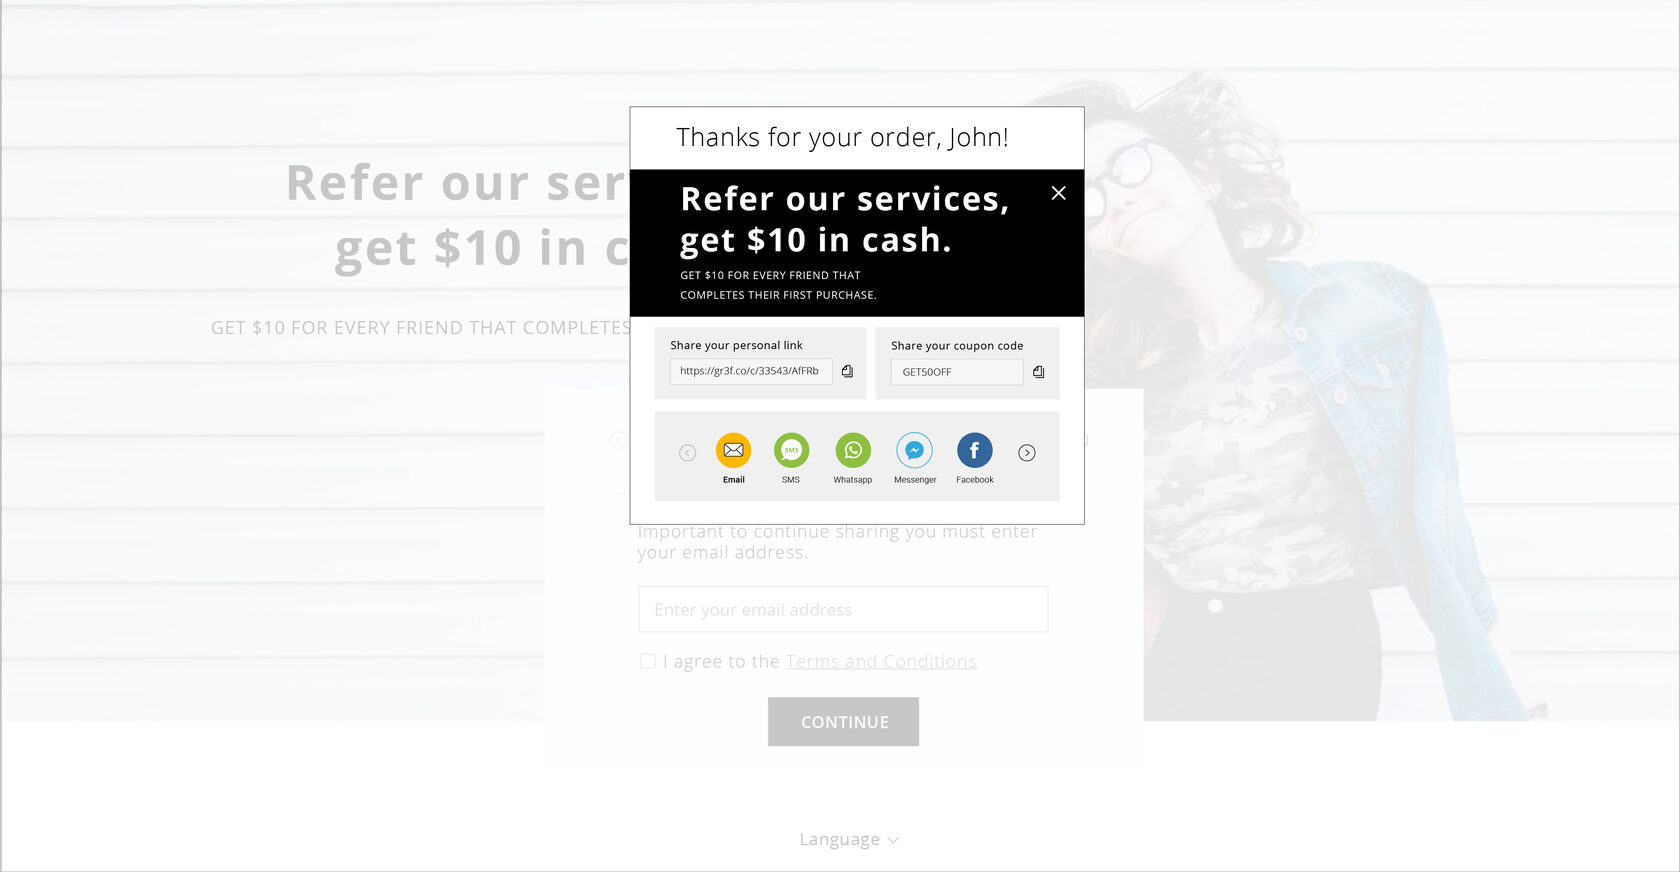 Thanks for your order, John!
Refer our services,
get $10 in cash.
GET $10 FOR EVERY FRIEND THAT
COMPLETES THEIR FIRST PURCHASE.
Share your personal link
https://gr3f.co/c/33543/AfFRb
Share your coupon code
GET50OFF
SMS
Email
SMS
Whatsapp
Messenger
Facebook
Refer our ser
get $10 in c
GET $10 FOR EVERY FRIEND THAT COMPLETES
Important to continue sharing you must enter
your email address.
Enter your email address
I agree to the Terms and Conditions
CONTINUE
Language